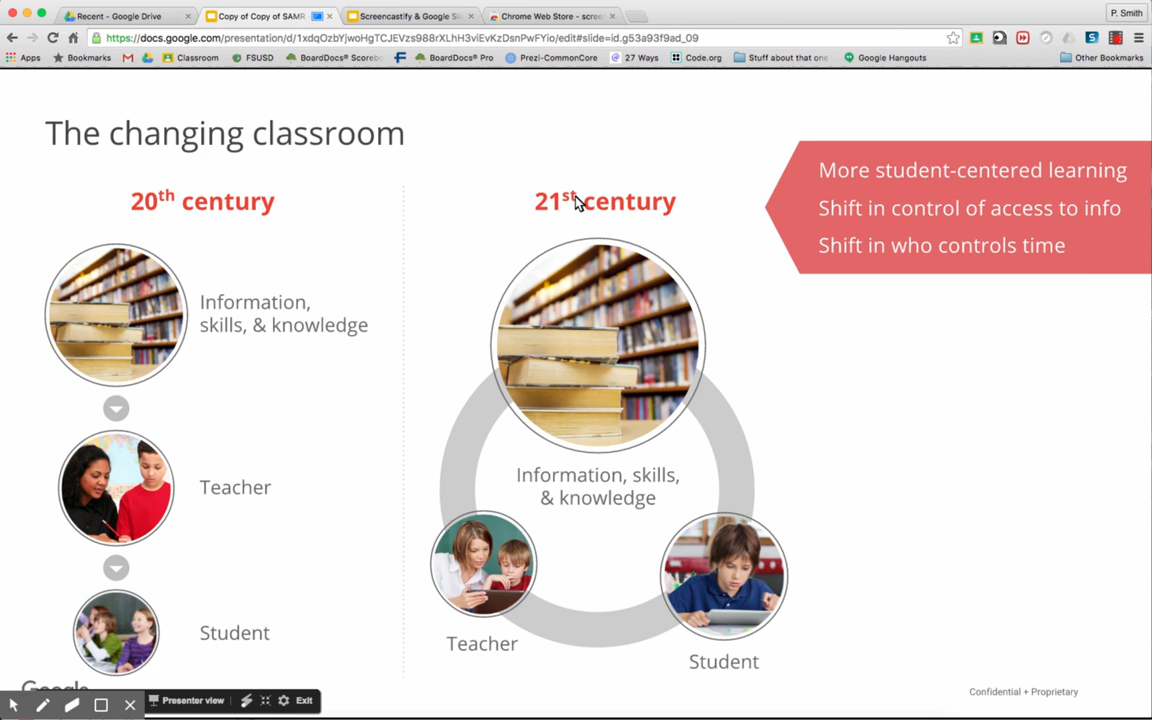 Recent - Google Drive
Copy of Copy of SAMR
Screencastify & Google Sli
Chrome Web Store - scree
P. Smith
https://docs.google.com/presentation/d/1xdqOzbYjwoHgTCJEVzs988rXLhH3viEvKzDsnPwFYio/edit#slide=id.g53a93f9ad_09
Apps
Bookmarks
Classroom
FSUSD
BoardDocs® Scorebo
BoardDocs® Pro
Prezi-CommonCore
27 Ways
Code.org
Stuff about that one
Google Hangouts
Other Bookmarks
The changing classroom
20th century
Information,
skills, & knowledge
Teacher
Student
21st century
Information, skills,
& knowledge
Teacher
Student
More student-centered learning
Shift in control of access to info
Shift in who controls time
Google
Presenter view
Exit
Confidential + Proprietary